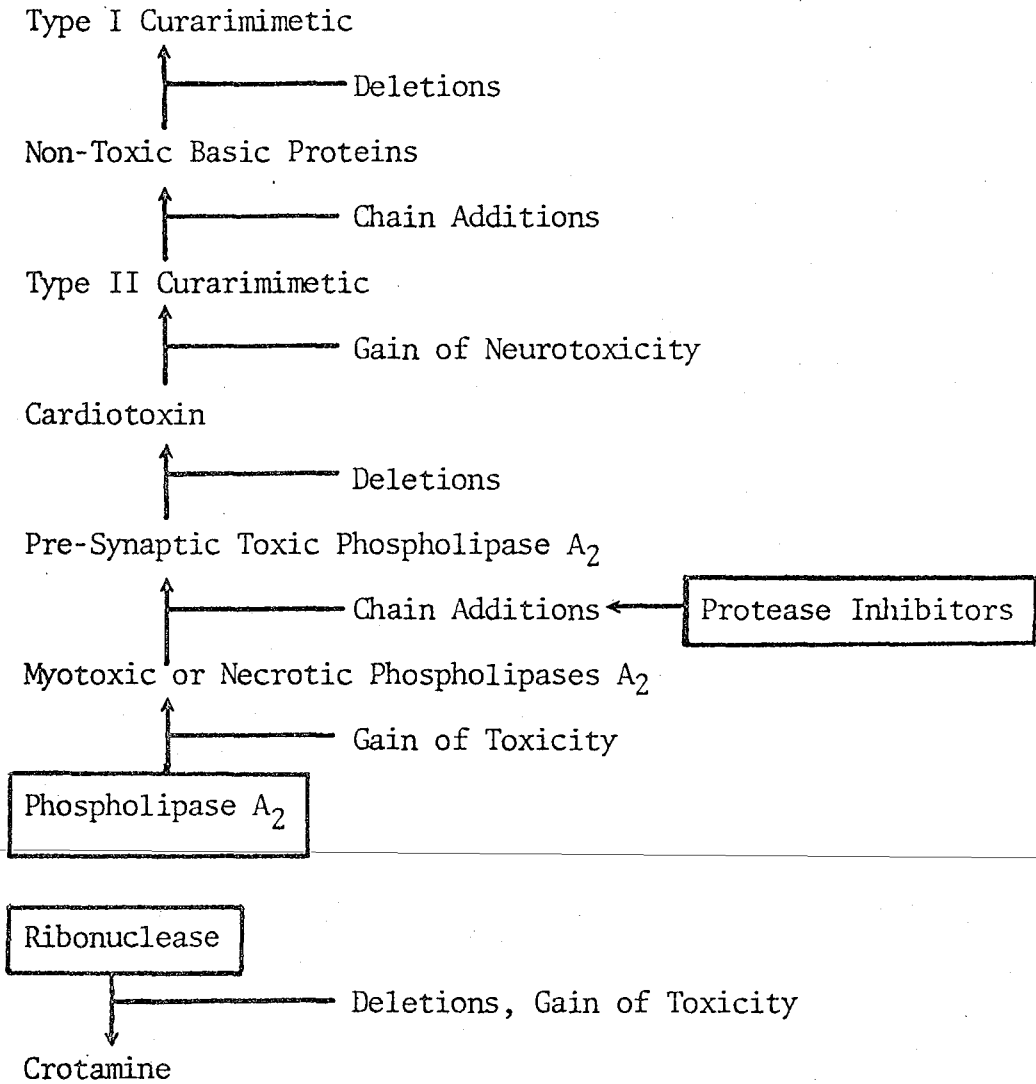 Type I Curarimimetic
Deletions
Non-Toxic Basic Proteins
Chain Additions
Type II Curarimimetic
Gain of Neurotoxicity
Cardiotoxin
Deletions
Pre-Synaptic Toxic Phospholipase A2
Chain Additions
Protease Inhibitors
Myotoxic or Necrotic Phospholipases A2
Gain of Toxicity
Phospholipase A2
Ribonuclease
Deletions, Gain of Toxicity
Crotamine